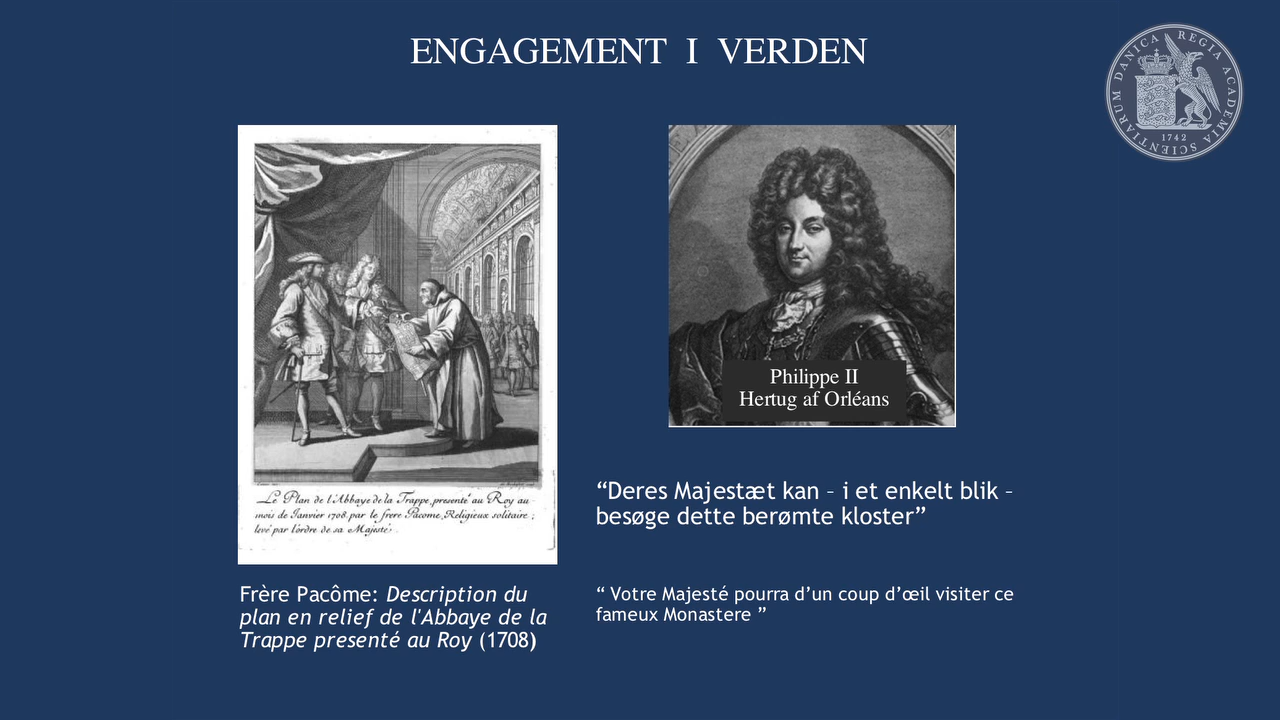 ENGAGEMENT I VERDEN
REGIA ACADEMIA SCIENTIARUM DANICA
1742
Le Plan de l'Abbaye de la Trappe, presenté au Roy au
mois de Janvier 1708. par le frere Pacome, Religieux solitaire;
levé par l'ordre de sa Majesté.
Frère Pacôme: Description du
plan en relief de l'Abbaye de la
Trappe presenté au Roy (1708)
Philippe II
Hertug af Orléans
“Deres Majestæt kan – i et enkelt blik –
besøge dette berømte kloster”
“ Votre Majesté pourra d’un coup d’œil visiter ce
fameux Monastere ”